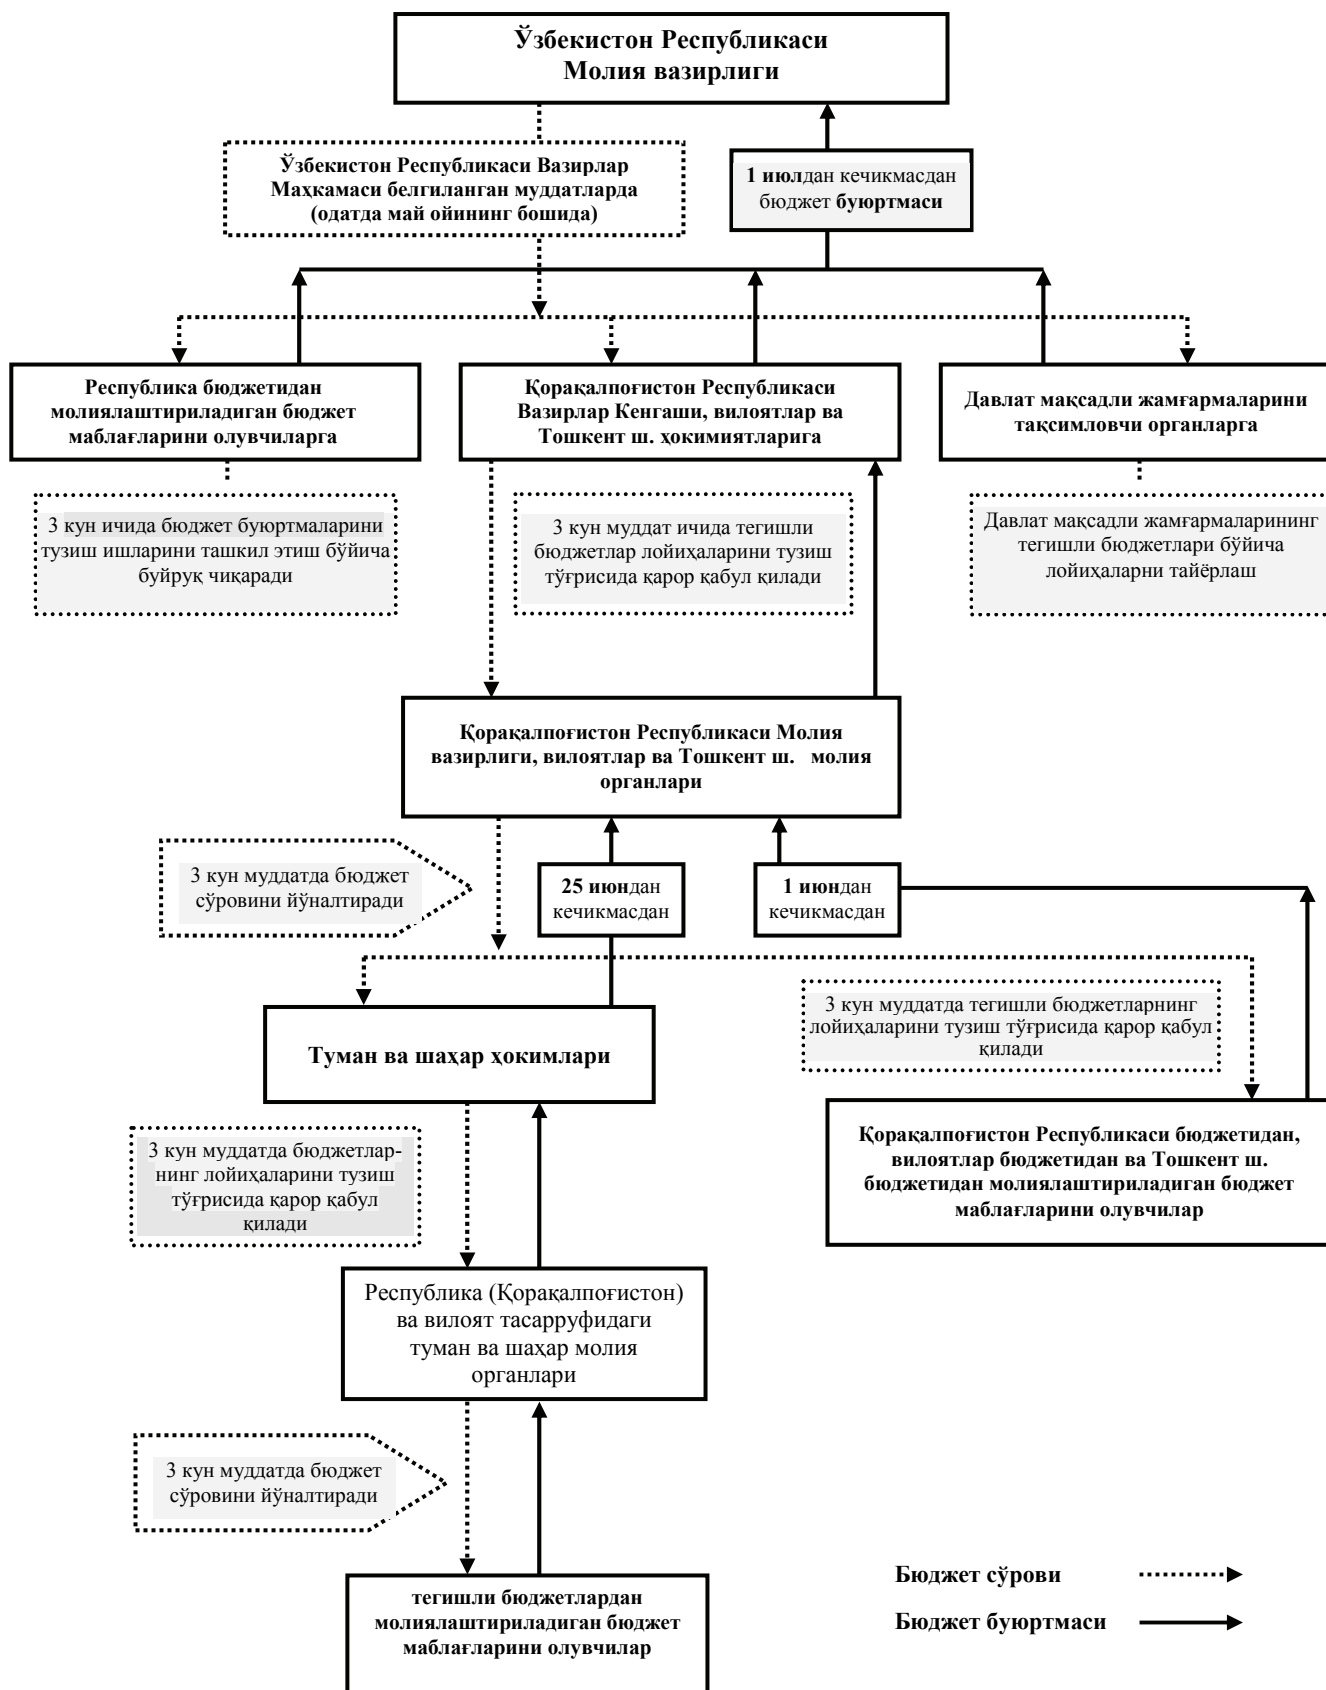 Ўзбекистон Республикаси
Молия вазирлиги
Ўзбекистон Республикаси Вазирлар
Маҳкамаси белгиланган муддатларда
(одатда май ойининг бошида)
1 июлдан кечикмасдан
бюджет буюртмаси
Республика бюджетидан
молиялаштириладиган бюджет
маблағларини олувчиларга
Қорақалпоғистон Республикаси
Вазирлар Кенгаши, вилоятлар ва
Тошкент ш. ҳокимиятларига
Давлат мақсадли жамғармаларини
тақсимловчи органларга
3 кун ичида бюджет буюртмаларини
тузиш ишларини ташкил этиш бўйича
буйруқ чиқаради
3 кун муддат ичида тегишли
бюджетлар лойиҳаларини тузиш
тўғрисида қарор қабул қилади
Давлат мақсадли жамғармаларининг
тегишли бюджетлари бўйича
лойиҳаларни тайёрлаш
Қорақалпоғистон Республикаси Молия
вазирлиги, вилоятлар ва Тошкент ш. молия
органлари
3 кун муддатда бюджет
сўровини йўналтиради
25 июндан
кечикмасдан
1 июндан
кечикмасдан
3 кун муддатда тегишли бюджетларнинг
лойиҳаларини тузиш тўғрисида қарор қабул
қилади
Туман ва шаҳар ҳокимлари
3 кун муддатда бюджетлар-
нинг лойиҳаларини тузиш
тўғрисида қарор қабул
қилади
Қорақалпоғистон Республикаси бюджетидан,
вилоятлар бюджетидан ва Тошкент ш.
бюджетидан молиялаштириладиган бюджет
маблағларини олувчилар
Республика (Қорақалпоғистон)
ва вилоят тасарруфидаги
туман ва шаҳар молия
органлари
3 кун муддатда бюджет
сўровини йўналтиради
тегишли бюджетлардан
молиялаштириладиган бюджет
маблағларини олувчилар
Бюджет сўрови
Бюджет буюртмаси